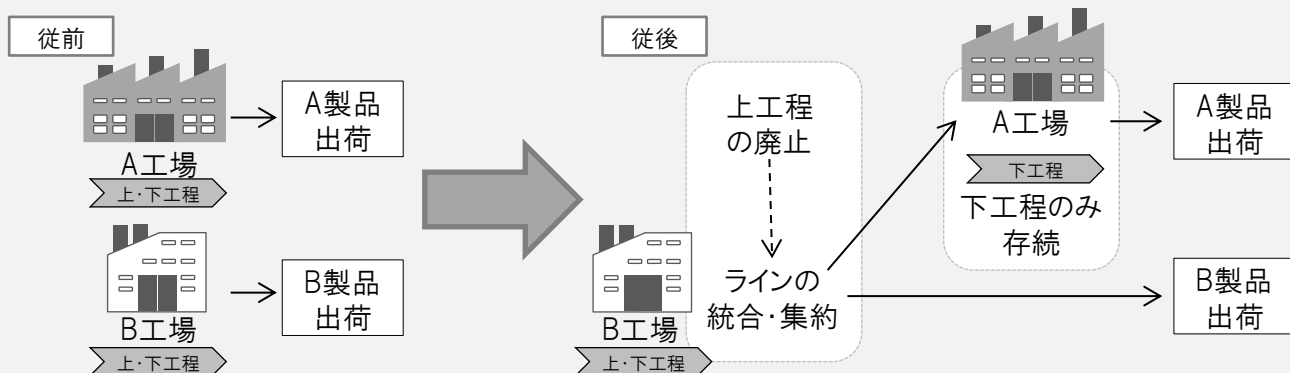 従前
A製品
出荷
A工場
上・下工程
B製品
出荷
B工場
上・下工程
従後
上工程
の廃止
ラインの
統合・集約
B工場
上・下工程
A工場
下工程
下工程のみ
存続
A製品
出荷
B製品
出荷